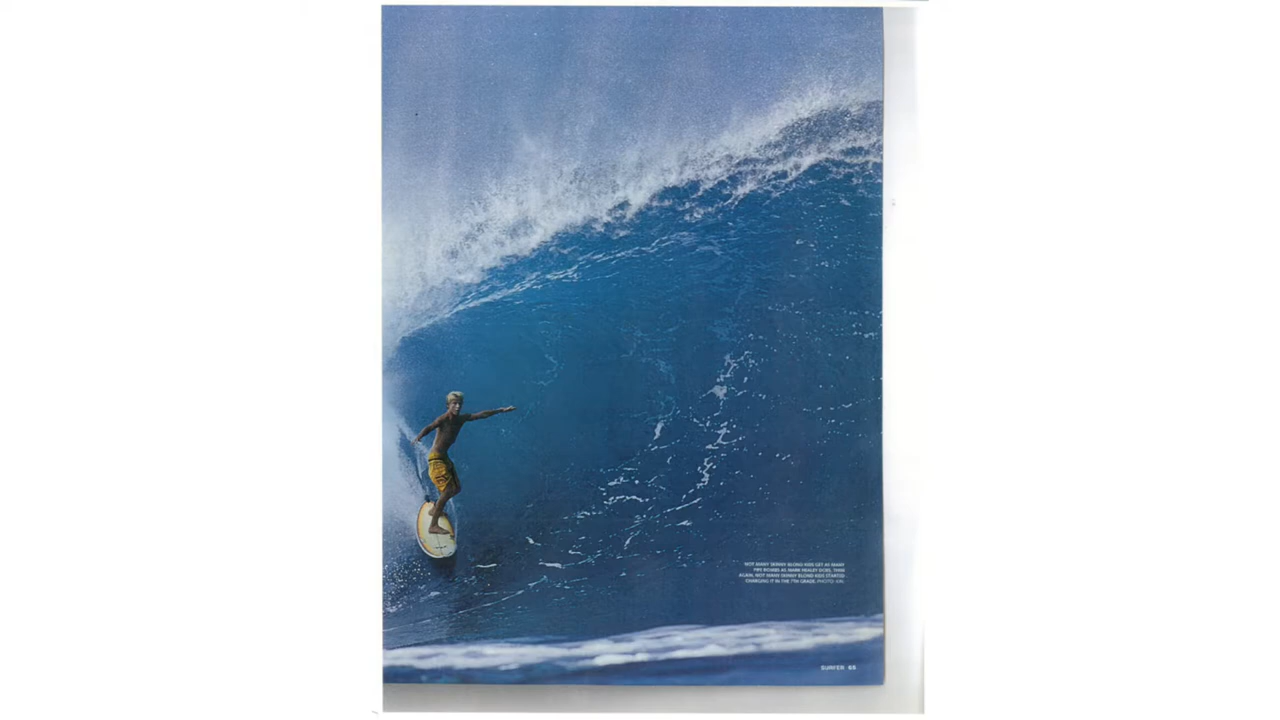 NOT MANY SKINNY BLOND KIDS GET AS MANY
PIPE BOMBS AS MARK HEALEY DOES. THEN
AGAIN, NOT MANY SKINNY BLOND KIDS STARTED
CHARGING IT IN THE 7TH GRADE. PHOTO:
SURFER 65